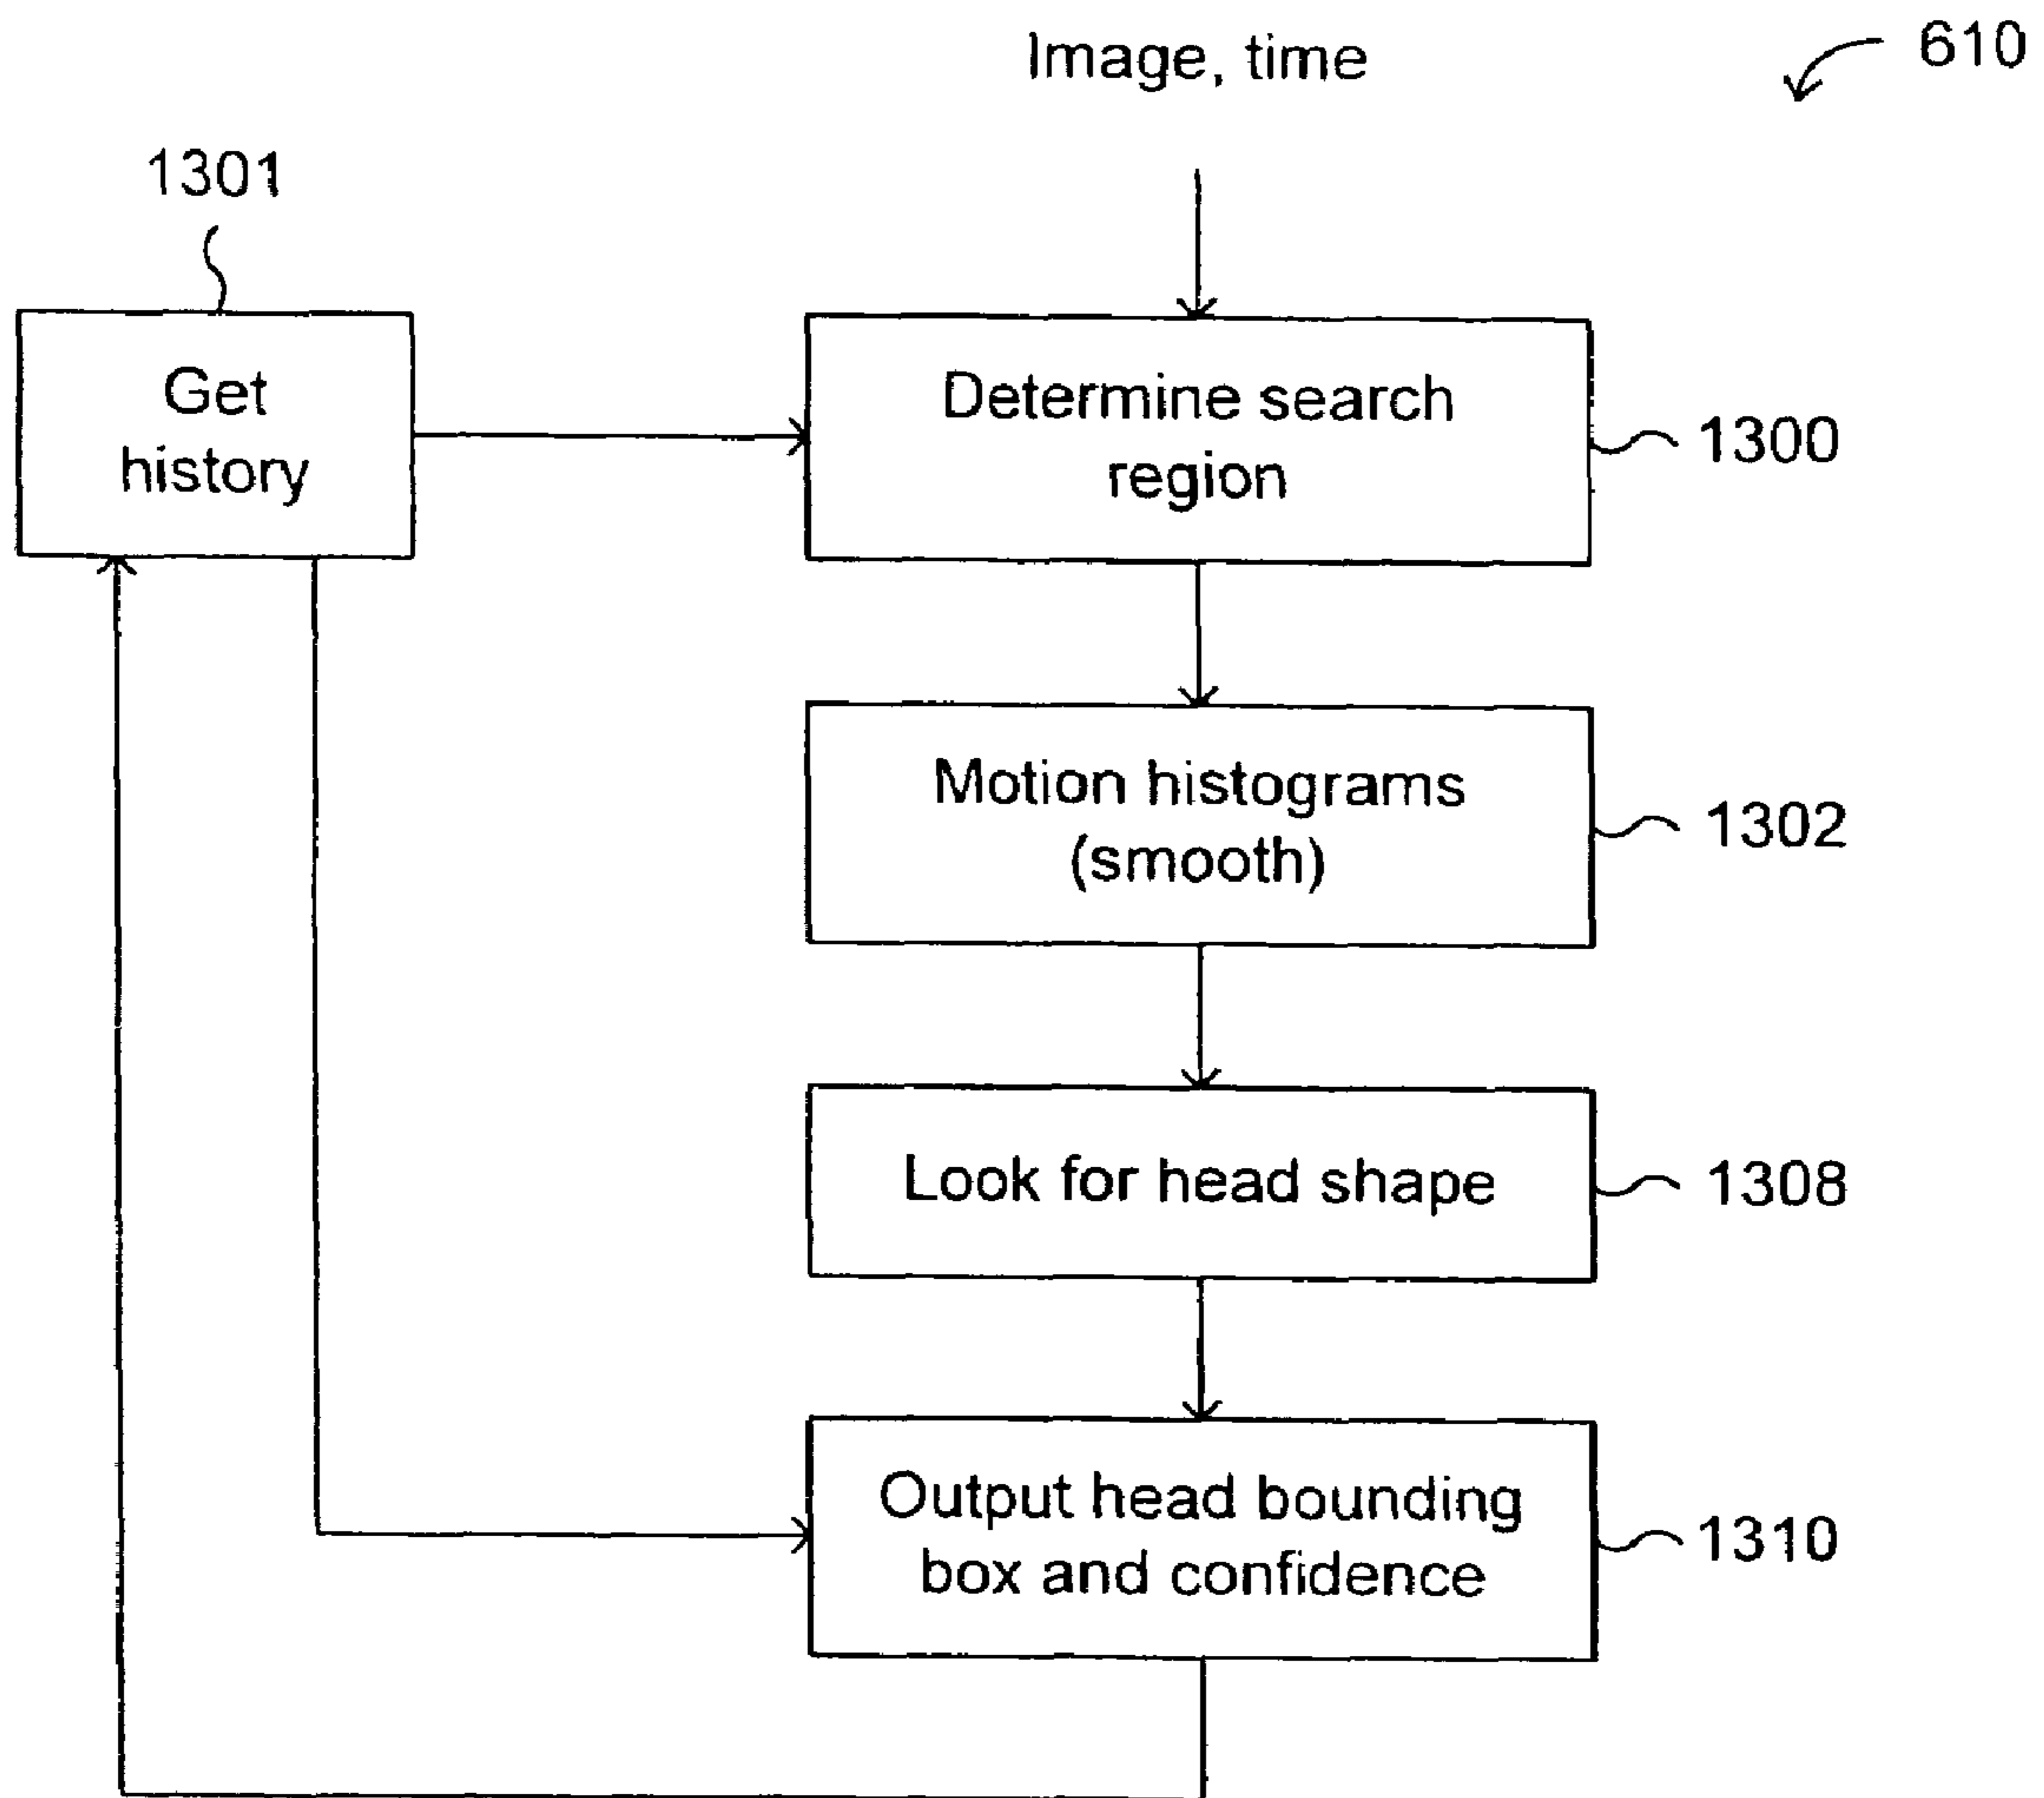 Image, time
610
1301
Get
history
Determine search
region
1300
Motion histograms
(smooth)
1302
Look for head shape
1308
Output head bounding
box and confidence
1310